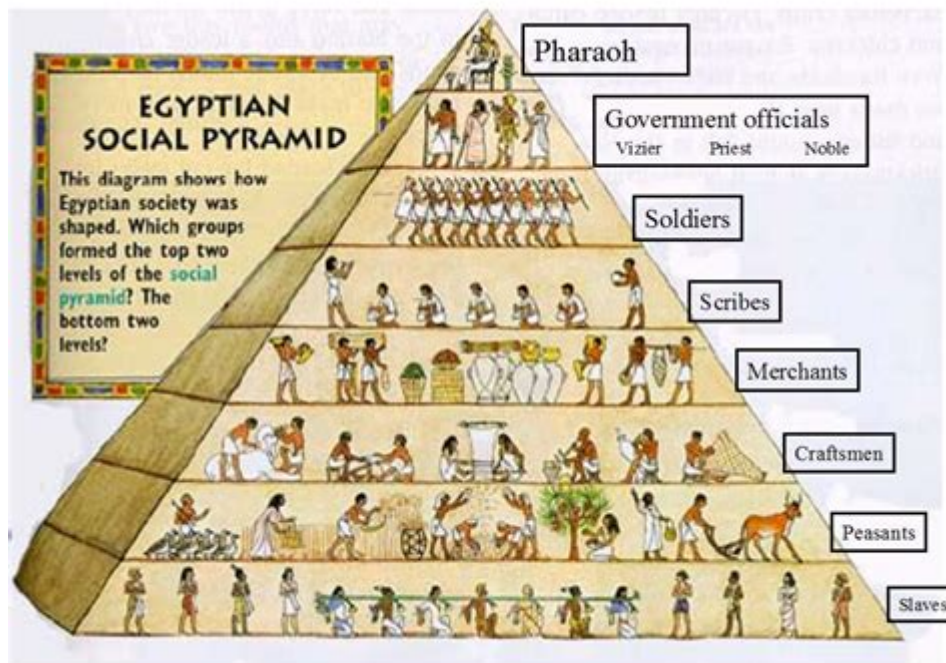 EGYPTIAN
SOCIAL PYRAMID
This diagram shows how
Egyptian society was
shaped. Which groups
formed the top two
levels of the social
pyramid? The
bottom two
levels?
Pharaoh
Government officials
Vizier Priest Noble
Soldiers
Scribes
Merchants
Craftsmen
Peasants
Slaves